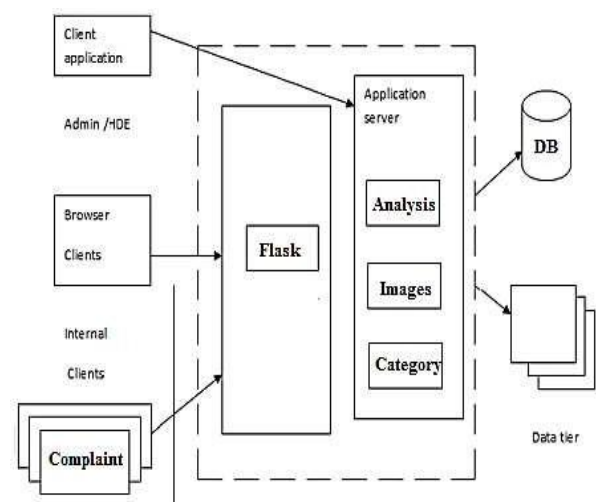 Client
application
Admin /HDE
Browser
Clients
Internal
Clients
Complaint
Flask
Application
server
Analysis
Images
Category
DB
Data tier